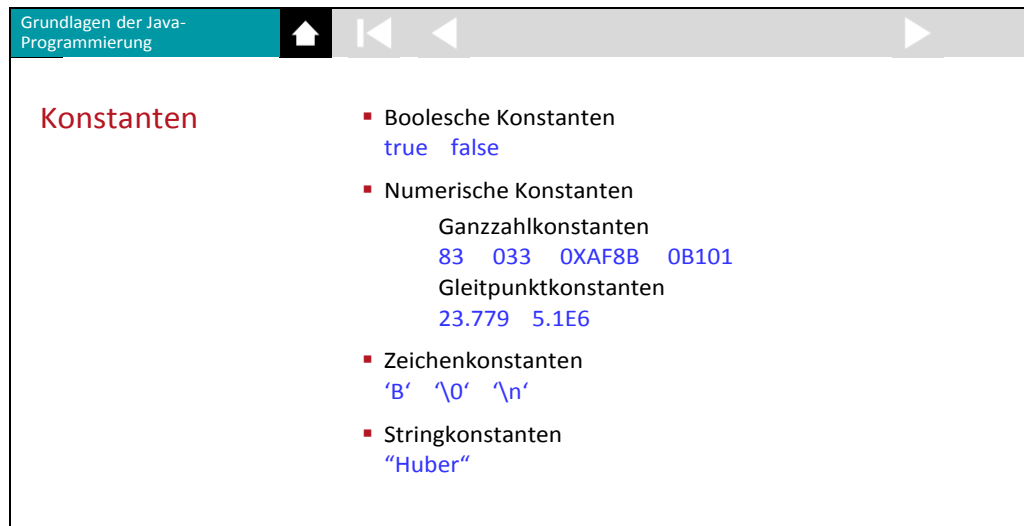 Grundlagen der Java-
Programmierung
Konstanten
▪ Boolesche Konstanten
true false
▪ Numerische Konstanten
Ganzzahlkonstanten
83 033 0XAF8B 0B101
Gleitpunktkonstanten
23.779 5.1E6
▪ Zeichenkonstanten
‘B‘ ‘\0‘ ‘\n‘
▪ Stringkonstanten
“Huber“